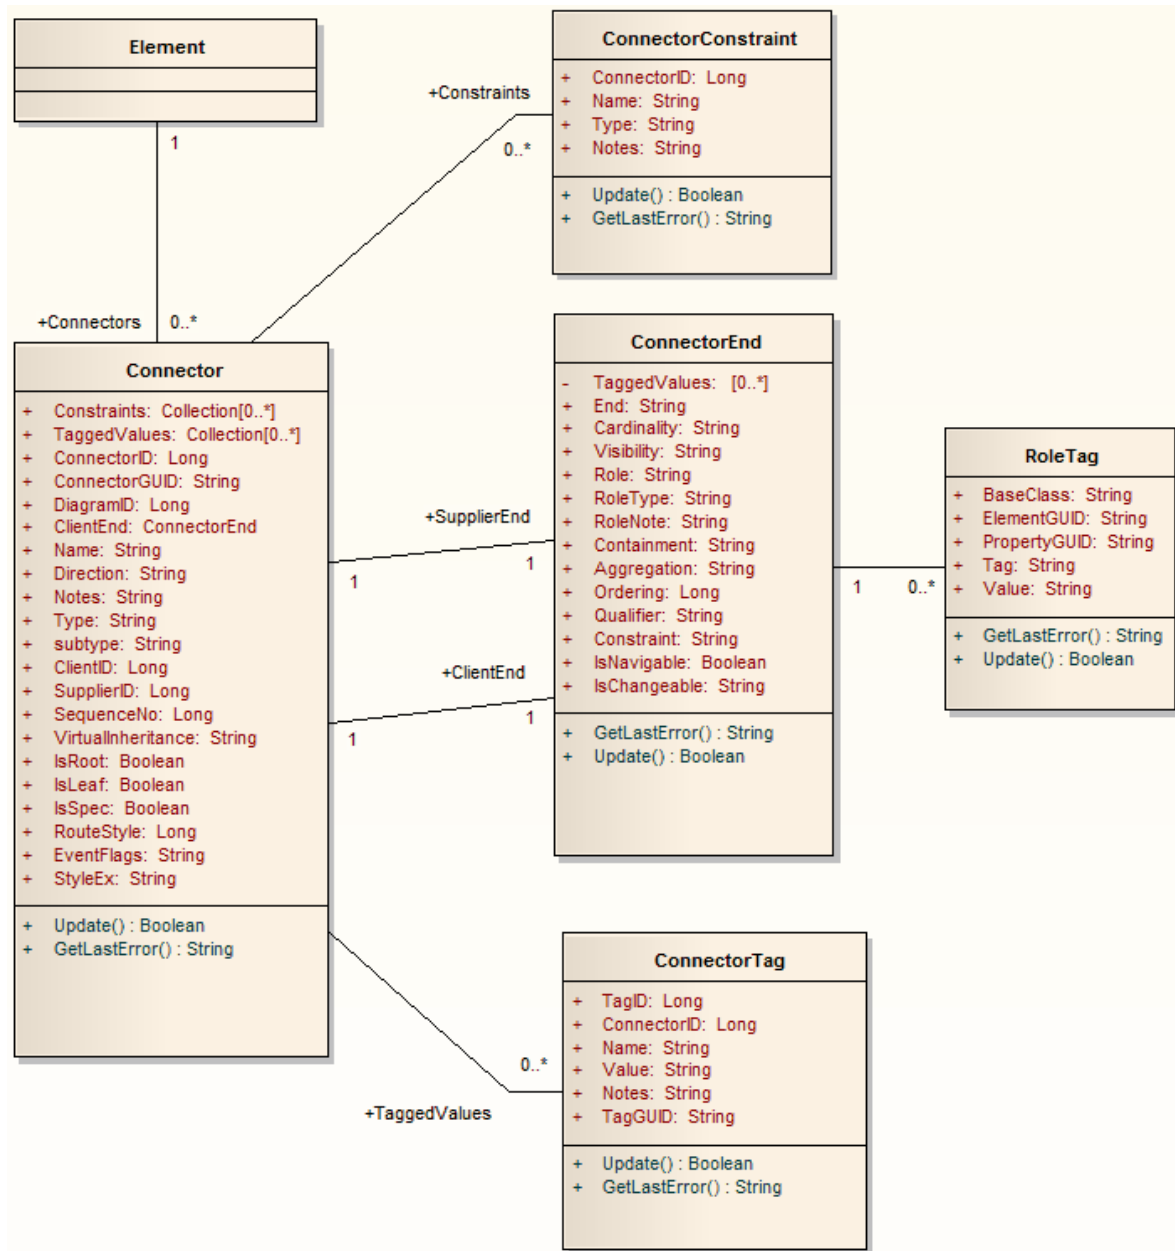 Element
1
+Connectors
0..*
+Constraints
0..*
ConnectorConstraint
+ ConnectorID: Long
+ Name: String
+ Type: String
+ Notes: String
+ Update() : Boolean
+ GetLastError() : String
Connector
+ Constraints: Collection[0..*]
+ TaggedValues: Collection[0..*]
+ ConnectorID: Long
+ ConnectorGUID: String
+ DiagramID: Long
+ ClientEnd: ConnectorEnd
+ Name: String
+ Direction: String
+ Notes: String
+ Type: String
+ subtype: String
+ ClientID: Long
+ SupplierID: Long
+ SequenceNo: Long
+ VirtualInheritance: String
+ IsRoot: Boolean
+ IsLeaf: Boolean
+ IsSpec: Boolean
+ RouteStyle: Long
+ EventFlags: String
+ StyleEx: String
+ Update() : Boolean
+ GetLastError() : String
+SupplierEnd
1
1
+ClientEnd
1
1
ConnectorEnd
- TaggedValues: [0..*]
+ End: String
+ Cardinality: String
+ Visibility: String
+ Role: String
+ RoleType: String
+ RoleNote: String
+ Containment: String
+ Aggregation: String
+ Ordering: Long
+ Qualifier: String
+ Constraint: String
+ IsNavigable: Boolean
+ IsChangeable: String
+ GetLastError() : String
+ Update() : Boolean
1
0..*
RoleTag
+ BaseClass: String
+ ElementGUID: String
+ PropertyGUID: String
+ Tag: String
+ Value: String
+ GetLastError() : String
+ Update() : Boolean
0..*
+TaggedValues
ConnectorTag
+ TagID: Long
+ ConnectorID: Long
+ Name: String
+ Value: String
+ Notes: String
+ TagGUID: String
+ Update() : Boolean
+ GetLastError() : String